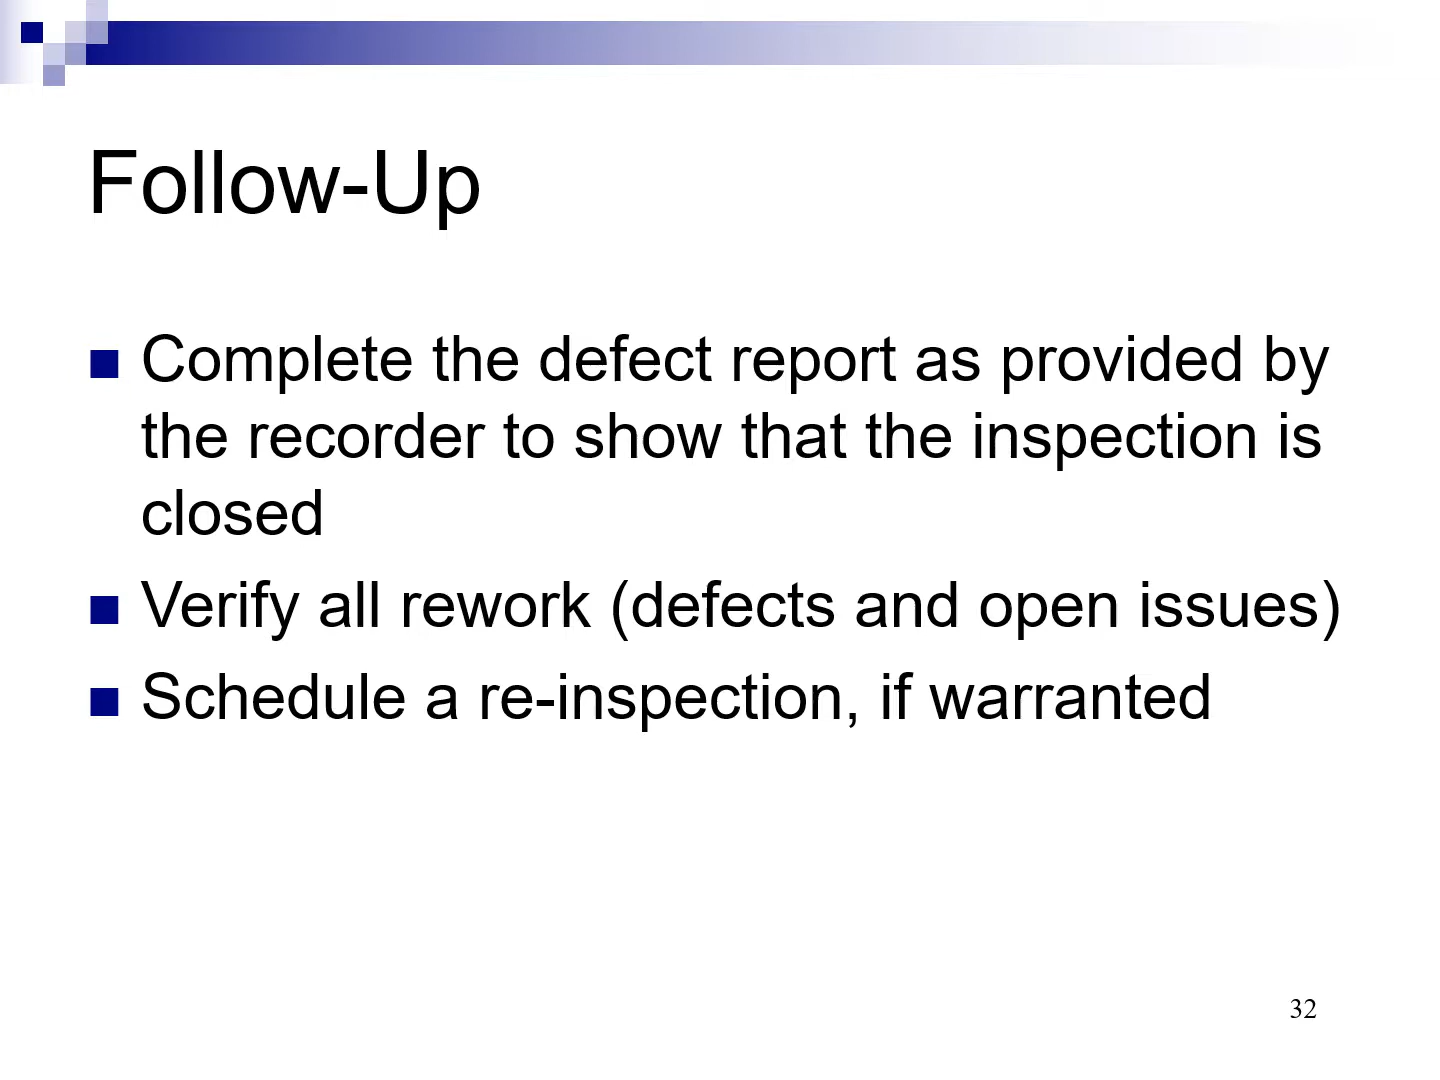 Follow-Up
Complete the defect report as provided by
the recorder to show that the inspection is
closed
Verify all rework (defects and open issues)
Schedule a re-inspection, if warranted
32